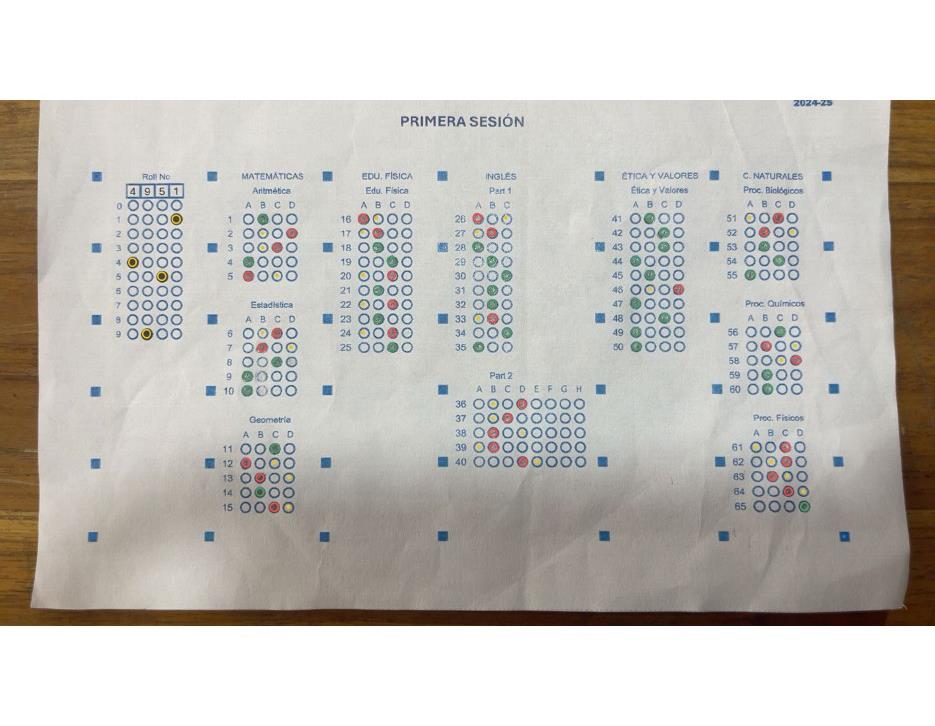 2024-25
PRIMERA SESIÓN
Roll No
4 9 5 1
0
1
2
3
4
5
6
7
8
9
MATEMÁTICAS
Aritmética
A B C D
1
2
3
4
5
Estadística
A B C D
6
7
8
9
10
Geometría
A B C D
11
12
13
14
15
EDU. FÍSICA
Edu. Física
A B C D
16
17
18
19
20
21
22
23
24
25
INGLÉS
Part 1
A B C
26
27
28
29
30
31
32
33
34
35
Part 2
A B C D E F G H
36
37
38
39
40
ÉTICA Y VALORES
Ética y Valores
A B C D
41
42
43
44
45
46
47
48
49
50
C. NATURALES
Proc. Biológicos
A B C D
51
52
53
54
55
Proc. Químicos
A B C D
56
57
58
59
60
Proc. Físicos
A B C D
61
62
63
64
65